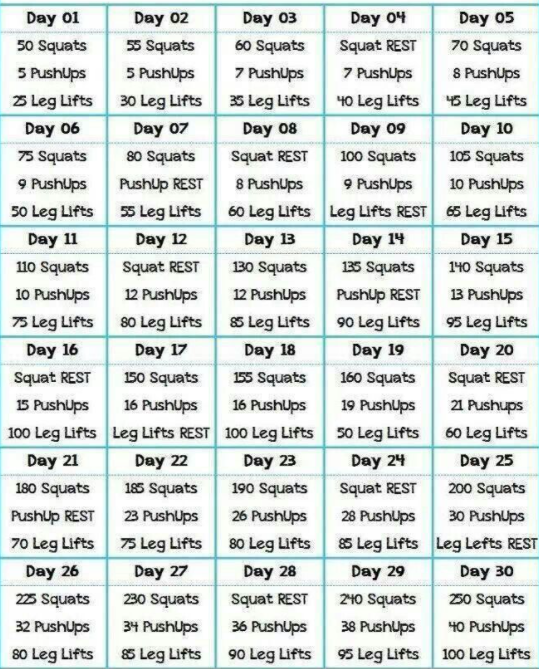 Day 01
50 Squats
5 PushUps
25 Leg Lifts
Day 02
55 Squats
5 PushUps
30 Leg Lifts
Day 03
60 Squats
7 PushUps
35 Leg Lifts
Day 04
Squat REST
7 PushUps
40 Leg Lifts
Day 05
70 Squats
8 PushUps
45 Leg Lifts
Day 06
75 Squats
9 PushUps
50 Leg Lifts
Day 07
80 Squats
PushUp REST
55 Leg Lifts
Day 08
Squat REST
8 PushUps
60 Leg Lifts
Day 09
100 Squats
9 PushUps
Leg Lifts REST
Day 10
105 Squats
10 PushUps
65 Leg Lifts
Day 11
110 Squats
10 PushUps
75 Leg Lifts
Day 12
Squat REST
12 PushUps
80 Leg Lifts
Day 13
130 Squats
12 PushUps
85 Leg Lifts
Day 14
135 Squats
PushUp REST
90 Leg Lifts
Day 15
140 Squats
13 PushUps
95 Leg Lifts
Day 16
Squat REST
15 PushUps
100 Leg Lifts
Day 17
150 Squats
16 Pushups
Leg Lifts REST
Day 18
155 Squats
16 PushUps
100 Leg Lifts
Day 19
160 Squats
19 PushUps
50 Leg Lifts
Day 20
Squat REST
21 Pushups
60 Leg Lifts
Day 21
180 Squats
PushUp REST
70 Leg Lifts
Day 22
185 Squats
23 PushUps
75 Leg Lifts
Day 23
190 Squats
26 PushUps
80 Leg Lifts
Day 24
Squat REST
28 PushUps
85 Leg Lifts
Day 25
200 Squats
30 PushUps
Leg Lefts REST
Day 26
225 Squats
32 PushUps
80 Leg Lifts
Day 27
230 Squats
34 PushUps
85 Leg Lifts
Day 28
Squat REST
36 PushUps
90 Leg Lifts
Day 29
240 Squats
38 PushUps
95 Leg Lifts
Day 30
250 Squats
40 PushUps
100 Leg Lifts